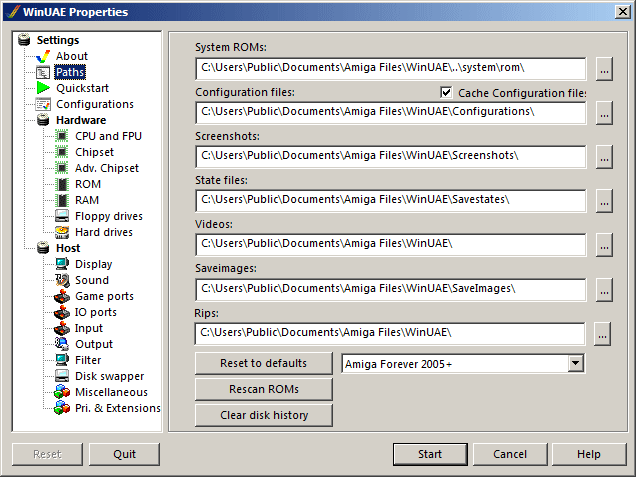 WinUAE Properties
Settings
About
Paths
Quickstart
Configurations
Hardware
CPU and FPU
Chipset
Adv. Chipset
ROM
RAM
Floppy drives
Hard drives
Host
Display
Sound
Game ports
IO ports
Input
Output
Filter
Disk swapper
Miscellaneous
Pri. & Extensions
System ROMs:
C:\Users\Public\Documents\Amiga Files\WinUAE\..\system\rom\
...
Configuration files:
Cache Configuration files
C:\Users\Public\Documents\Amiga Files\WinUAE\Configurations\
...
Screenshots:
C:\Users\Public\Documents\Amiga Files\WinUAE\Screenshots\
...
State files:
C:\Users\Public\Documents\Amiga Files\WinUAE\Savestates\
...
Videos:
C:\Users\Public\Documents\Amiga Files\WinUAE\
...
Saveimages:
C:\Users\Public\Documents\Amiga Files\WinUAE\SaveImages\
...
Rips:
C:\Users\Public\Documents\Amiga Files\WinUAE\
...
Reset to defaults
Amiga Forever 2005+
Rescan ROMs
Clear disk history
Reset
Quit
Start
Cancel
Help